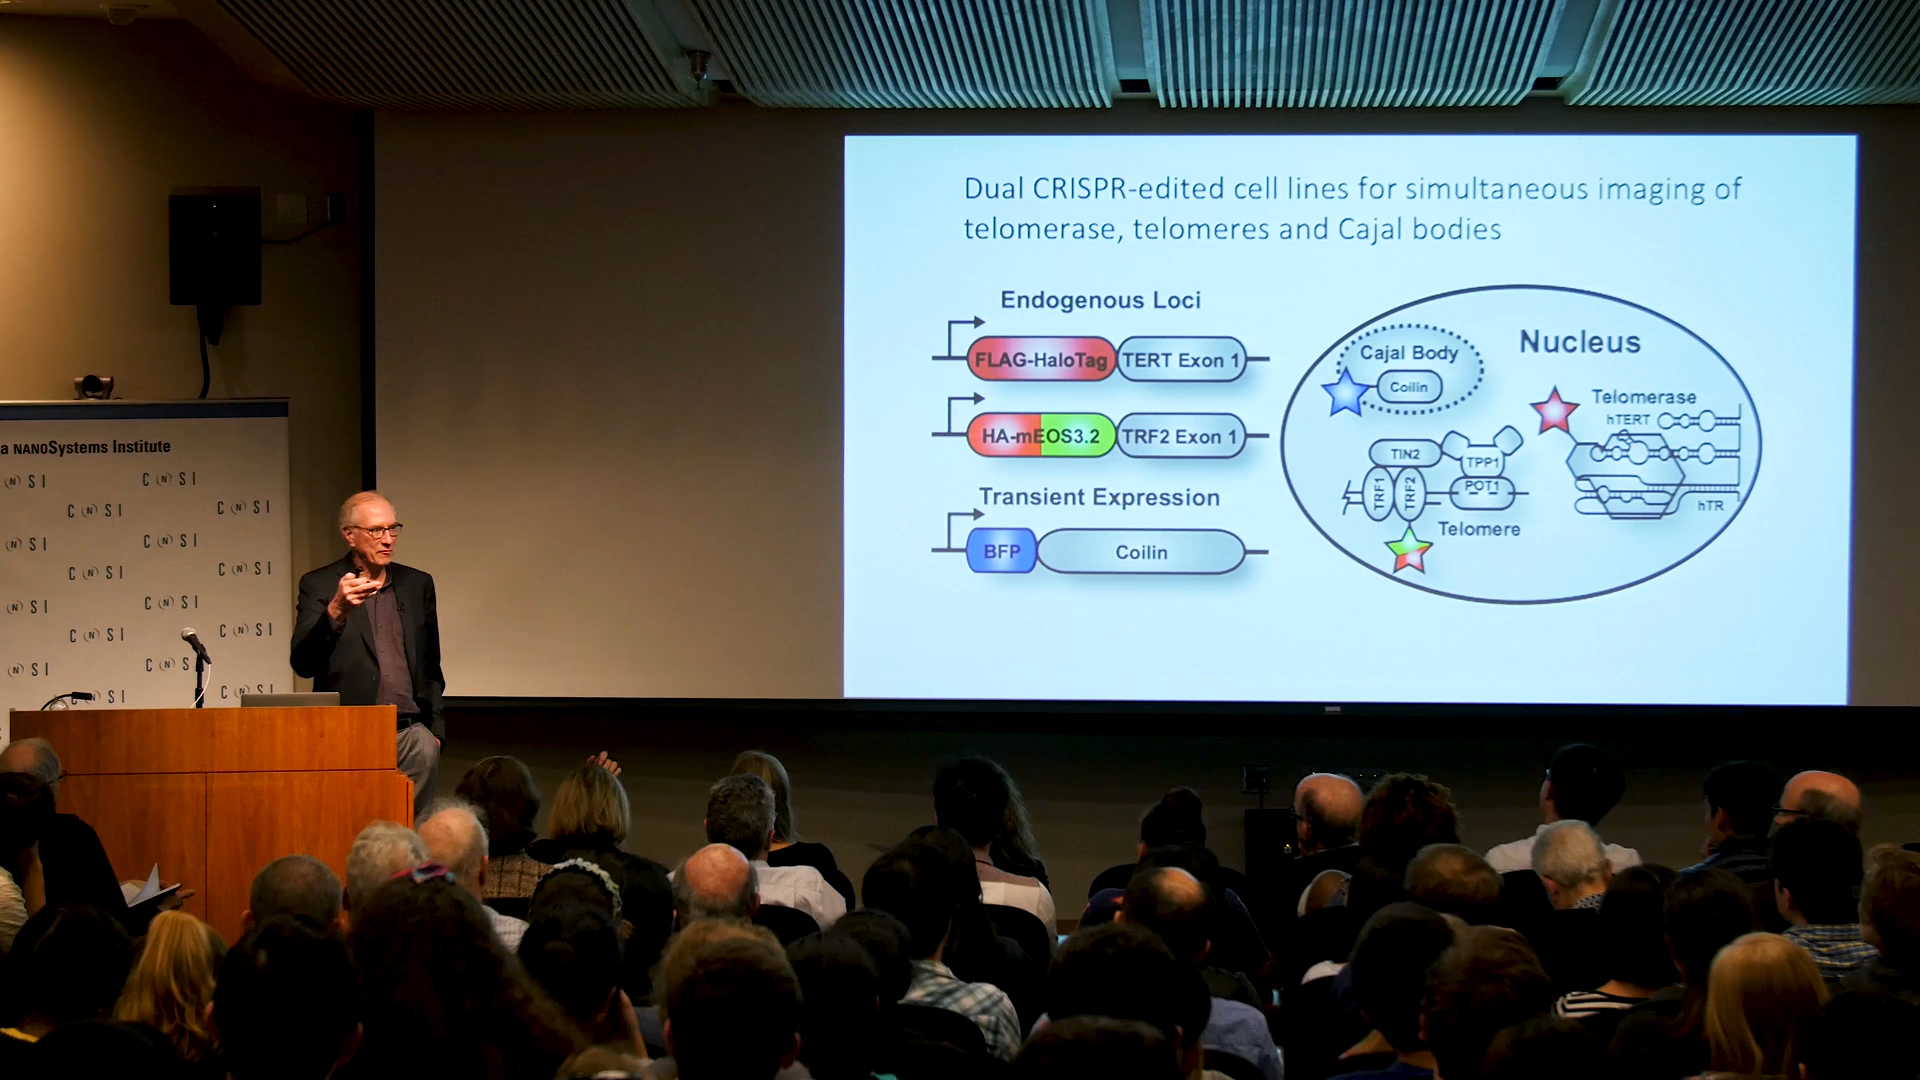 Dual CRISPR-edited cell lines for simultaneous imaging of
telomerase, telomeres and Cajal bodies
Endogenous Loci
FLAG-HaloTag TERT Exon 1
HA-mEOS3.2 TRF2 Exon 1
Transient Expression
BFP Coilin
Nucleus
Cajal Body
Coilin
Telomerase
hTERT
hTR
TIN2
TPP1
TRF1
TRF2
POT1
Telomere
a NANOSystems Institute
(N) S I C (N) S I
C (N) S I C (N) S I
(N) S I C (N) S I
C (N) S I C (N) S I
(N) S I C (N) S I
C (N) S I C (N) S I
(N) S I C (N) S
(N) S I C (N) S I